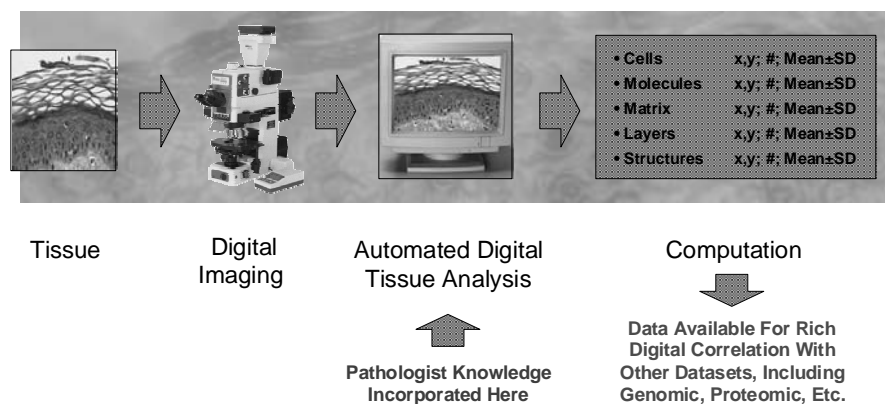 • Cells x,y; #; Mean±SD
• Molecules x,y; #; Mean±SD
• Matrix x,y; #; Mean±SD
• Layers x,y; #; Mean±SD
• Structures x,y; #; Mean±SD
Tissue
Digital
Imaging
Automated Digital
Tissue Analysis
Computation
Pathologist Knowledge
Incorporated Here
Data Available For Rich
Digital Correlation With
Other Datasets, Including
Genomic, Proteomic, Etc.